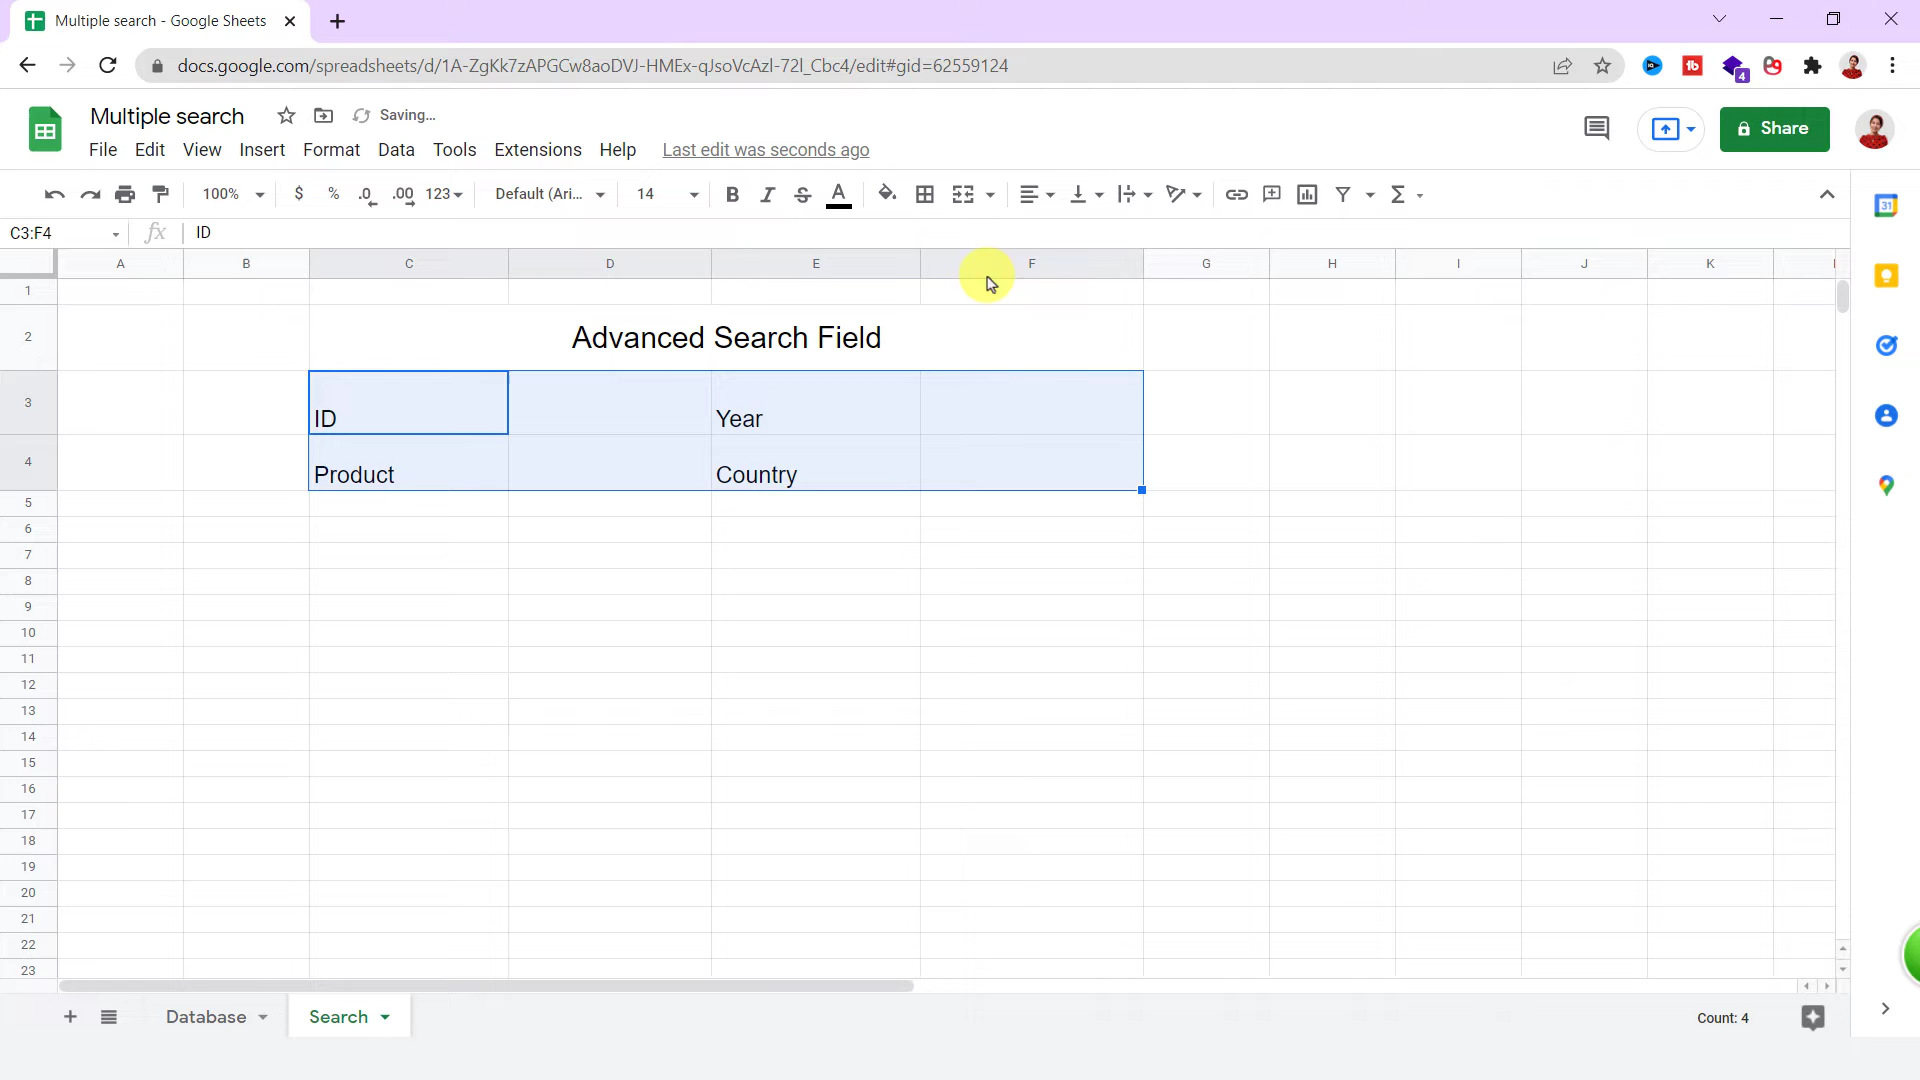 Multiple search - Google Sheets
docs.google.com/spreadsheets/d/1A-ZgKk7zAPGCw8aoDVJ-HMEx-qJsoVcAzl-72l_Cbc4/edit#gid=62559124
4
Multiple search Saving...
File Edit View Insert Format Data Tools Extensions Help Last edit was seconds ago
Share
31
100% $ % .0 .00 123 Default (Ari... 14 B I S A Σ
C3:F4 fx ID
A B C D E F G H I J K
1
2 Advanced Search Field
3 ID Year
4 Product Country
5
6
7
8
9
10
11
12
13
14
15
16
17
18
19
20
21
22
23
+ Database Search Count: 4